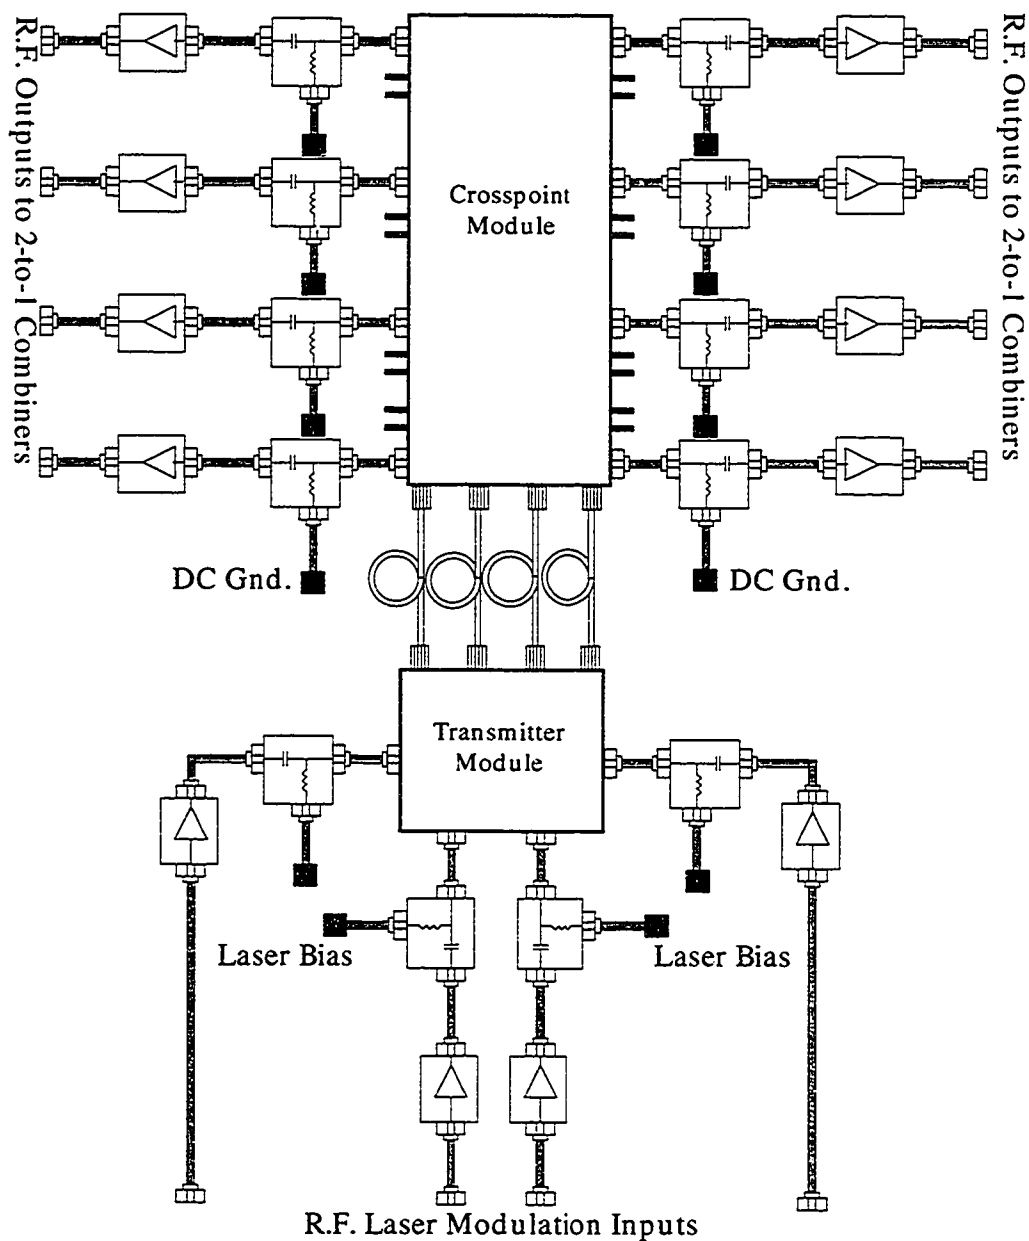 R.F. Outputs to 2-to-1 Combiners
R.F. Outputs to 2-to-1 Combiners
Crosspoint
Module
DC Gnd.
DC Gnd.
Transmitter
Module
Laser Bias
Laser Bias
R.F. Laser Modulation Inputs